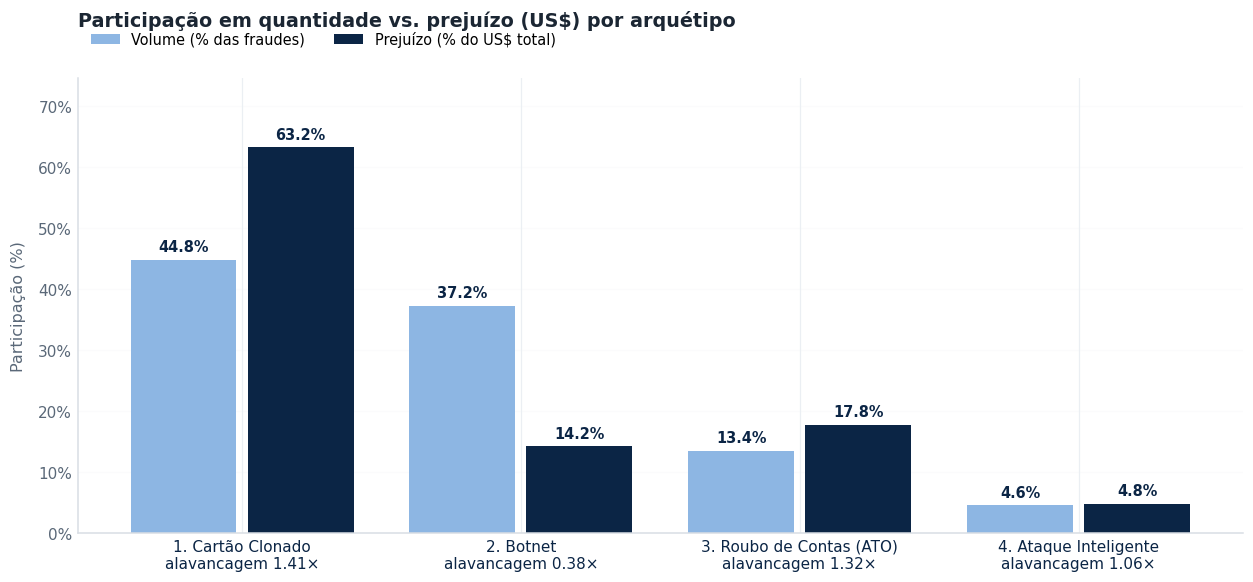 Participação em quantidade vs. prejuízo (US$) por arquétipo
Volume (% das fraudes) Prejuízo (% do US$ total)
Participação (%)
70%
60%
50%
40%
30%
20%
10%
0%
44.8%
63.2%
37.2%
14.2%
13.4%
17.8%
4.6%
4.8%
1. Cartão Clonado
alavancagem 1.41×
2. Botnet
alavancagem 0.38×
3. Roubo de Contas (ATO)
alavancagem 1.32×
4. Ataque Inteligente
alavancagem 1.06×